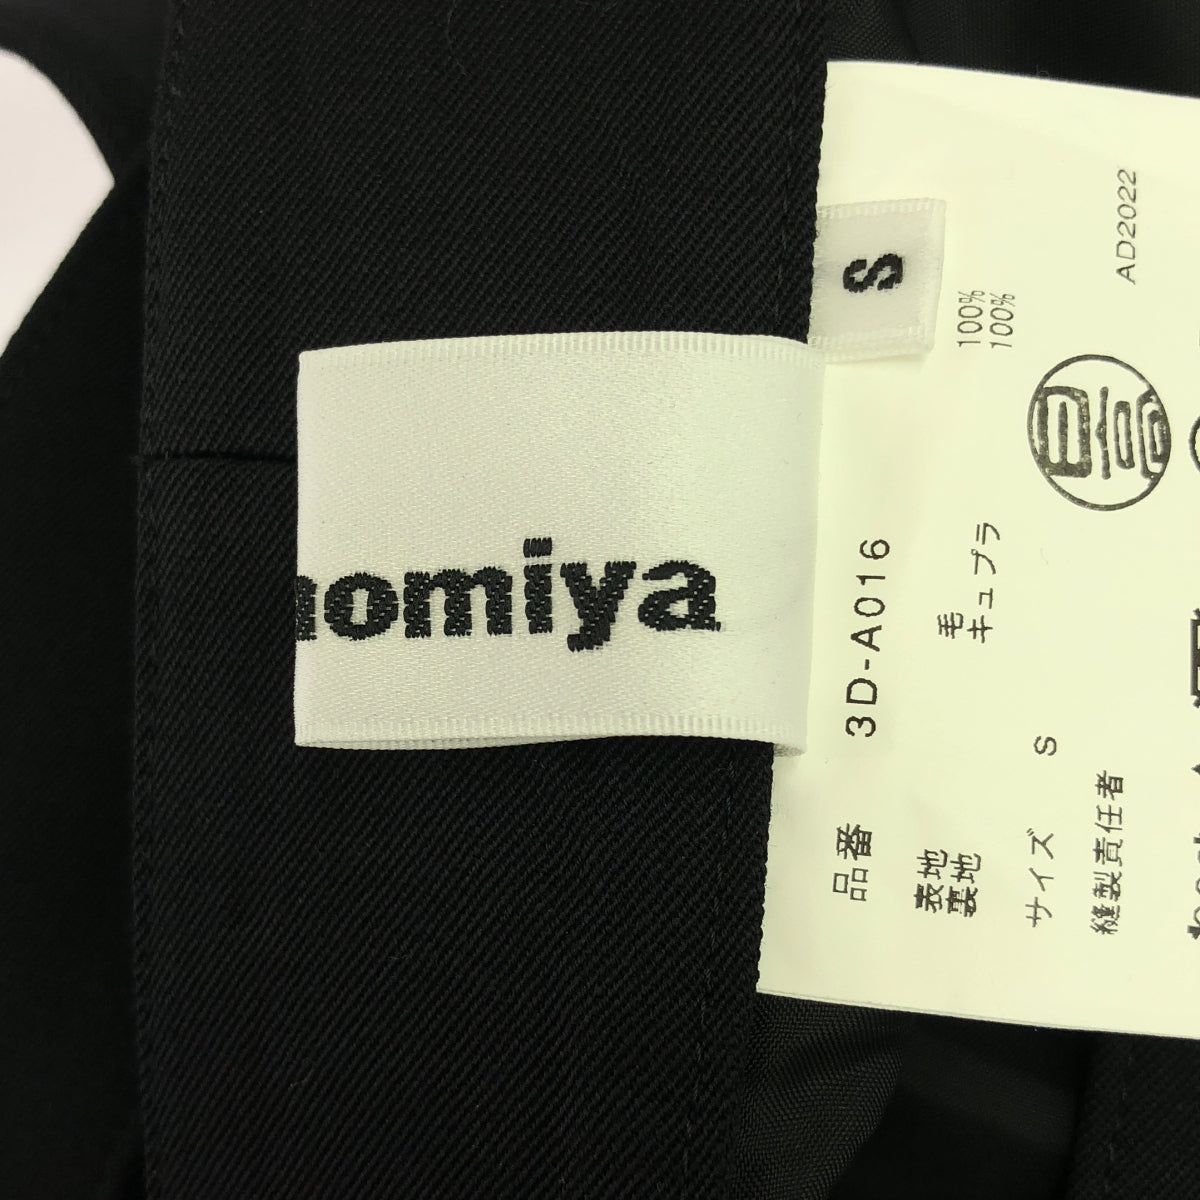 nomiya
S
品番 3D-A016
表地 毛 100%
裏地 キュプラ 100%
サイズ S
縫製責任者
AD2022